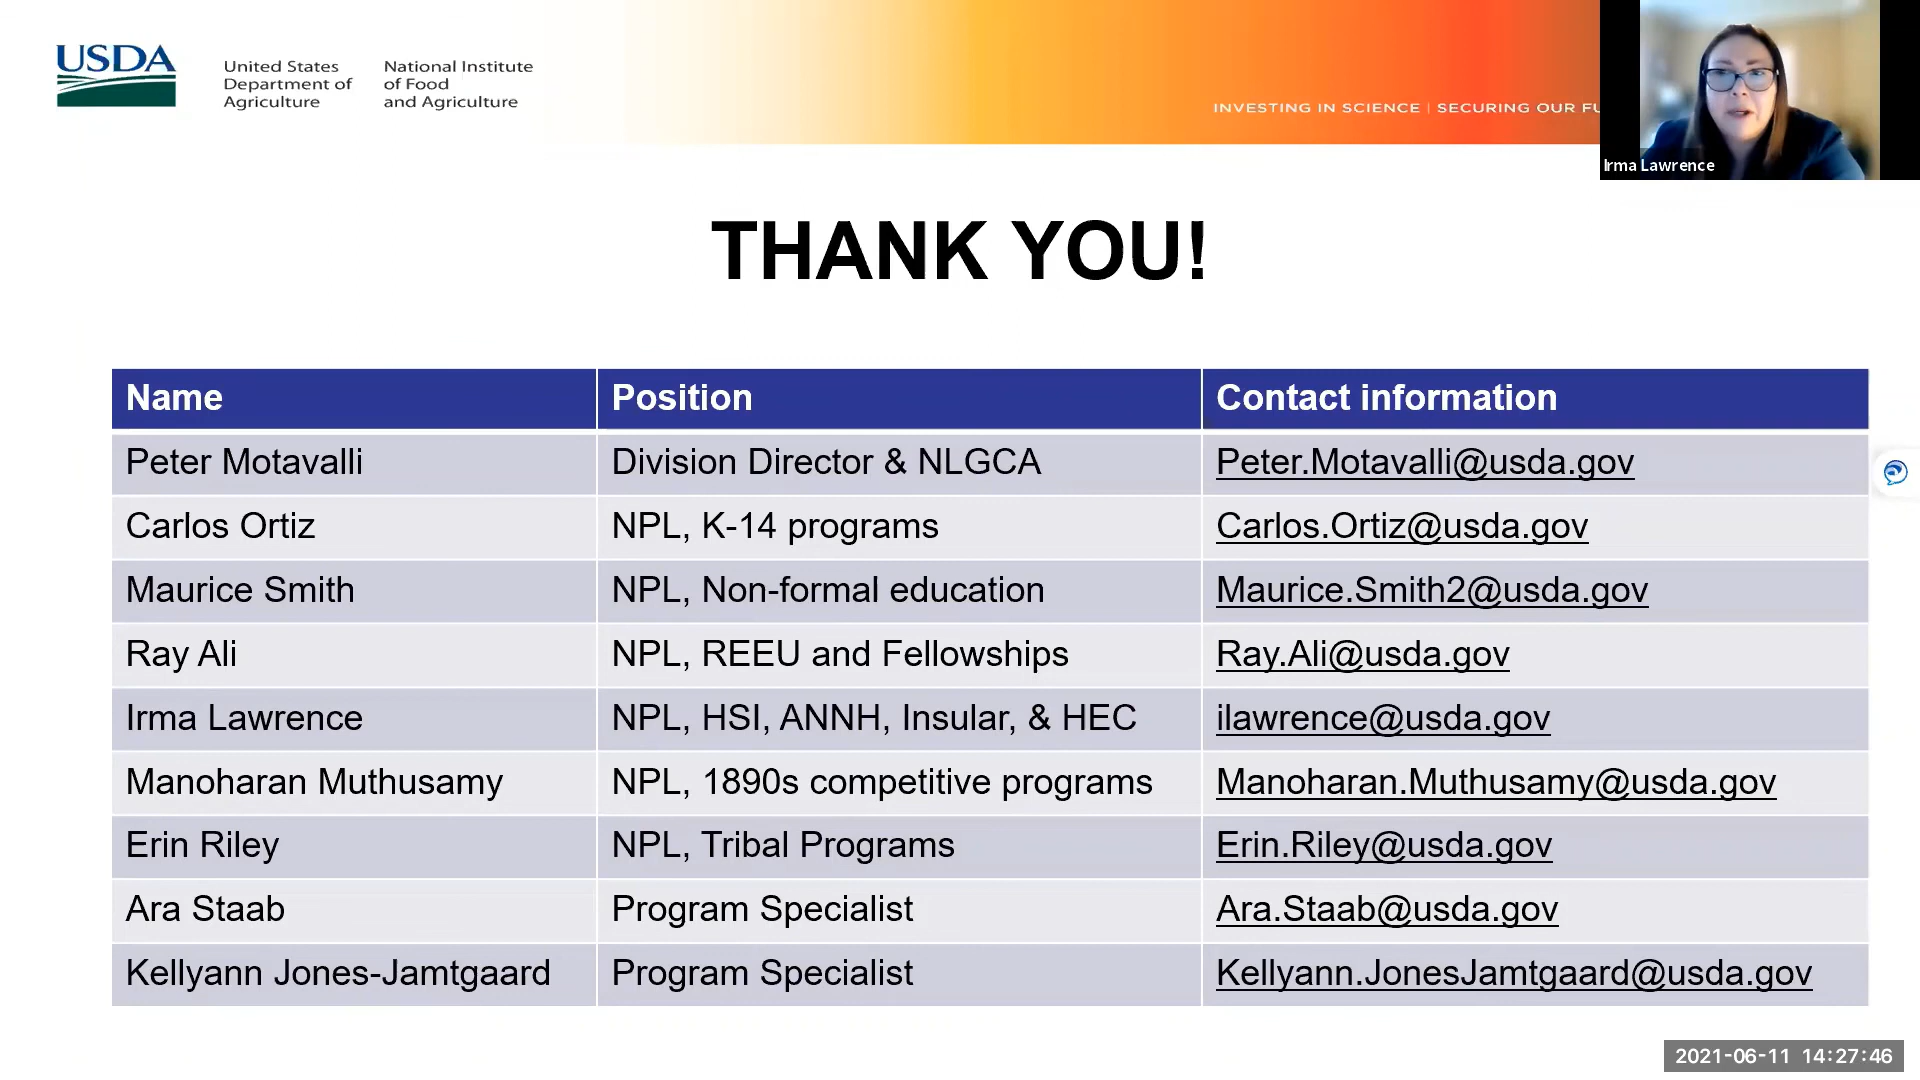 USDA
United States
Department of
Agriculture
National Institute
of Food
and Agriculture
INVESTING IN SCIENCE | SECURING OUR
Irma Lawrence
THANK YOU!
Name Position Contact information
Peter Motavalli Division Director & NLGCA Peter.Motavalli@usda.gov
Carlos Ortiz NPL, K-14 programs Carlos.Ortiz@usda.gov
Maurice Smith NPL, Non-formal education Maurice.Smith2@usda.gov
Ray Ali NPL, REEU and Fellowships Ray.Ali@usda.gov
Irma Lawrence NPL, HSI, ANNH, Insular, & HEC ilawrence@usda.gov
Manoharan Muthusamy NPL, 1890s competitive programs Manoharan.Muthusamy@usda.gov
Erin Riley NPL, Tribal Programs Erin.Riley@usda.gov
Ara Staab Program Specialist Ara.Staab@usda.gov
Kellyann Jones-Jamtgaard Program Specialist Kellyann.JonesJamtgaard@usda.gov
2021-06-11 14:27:46